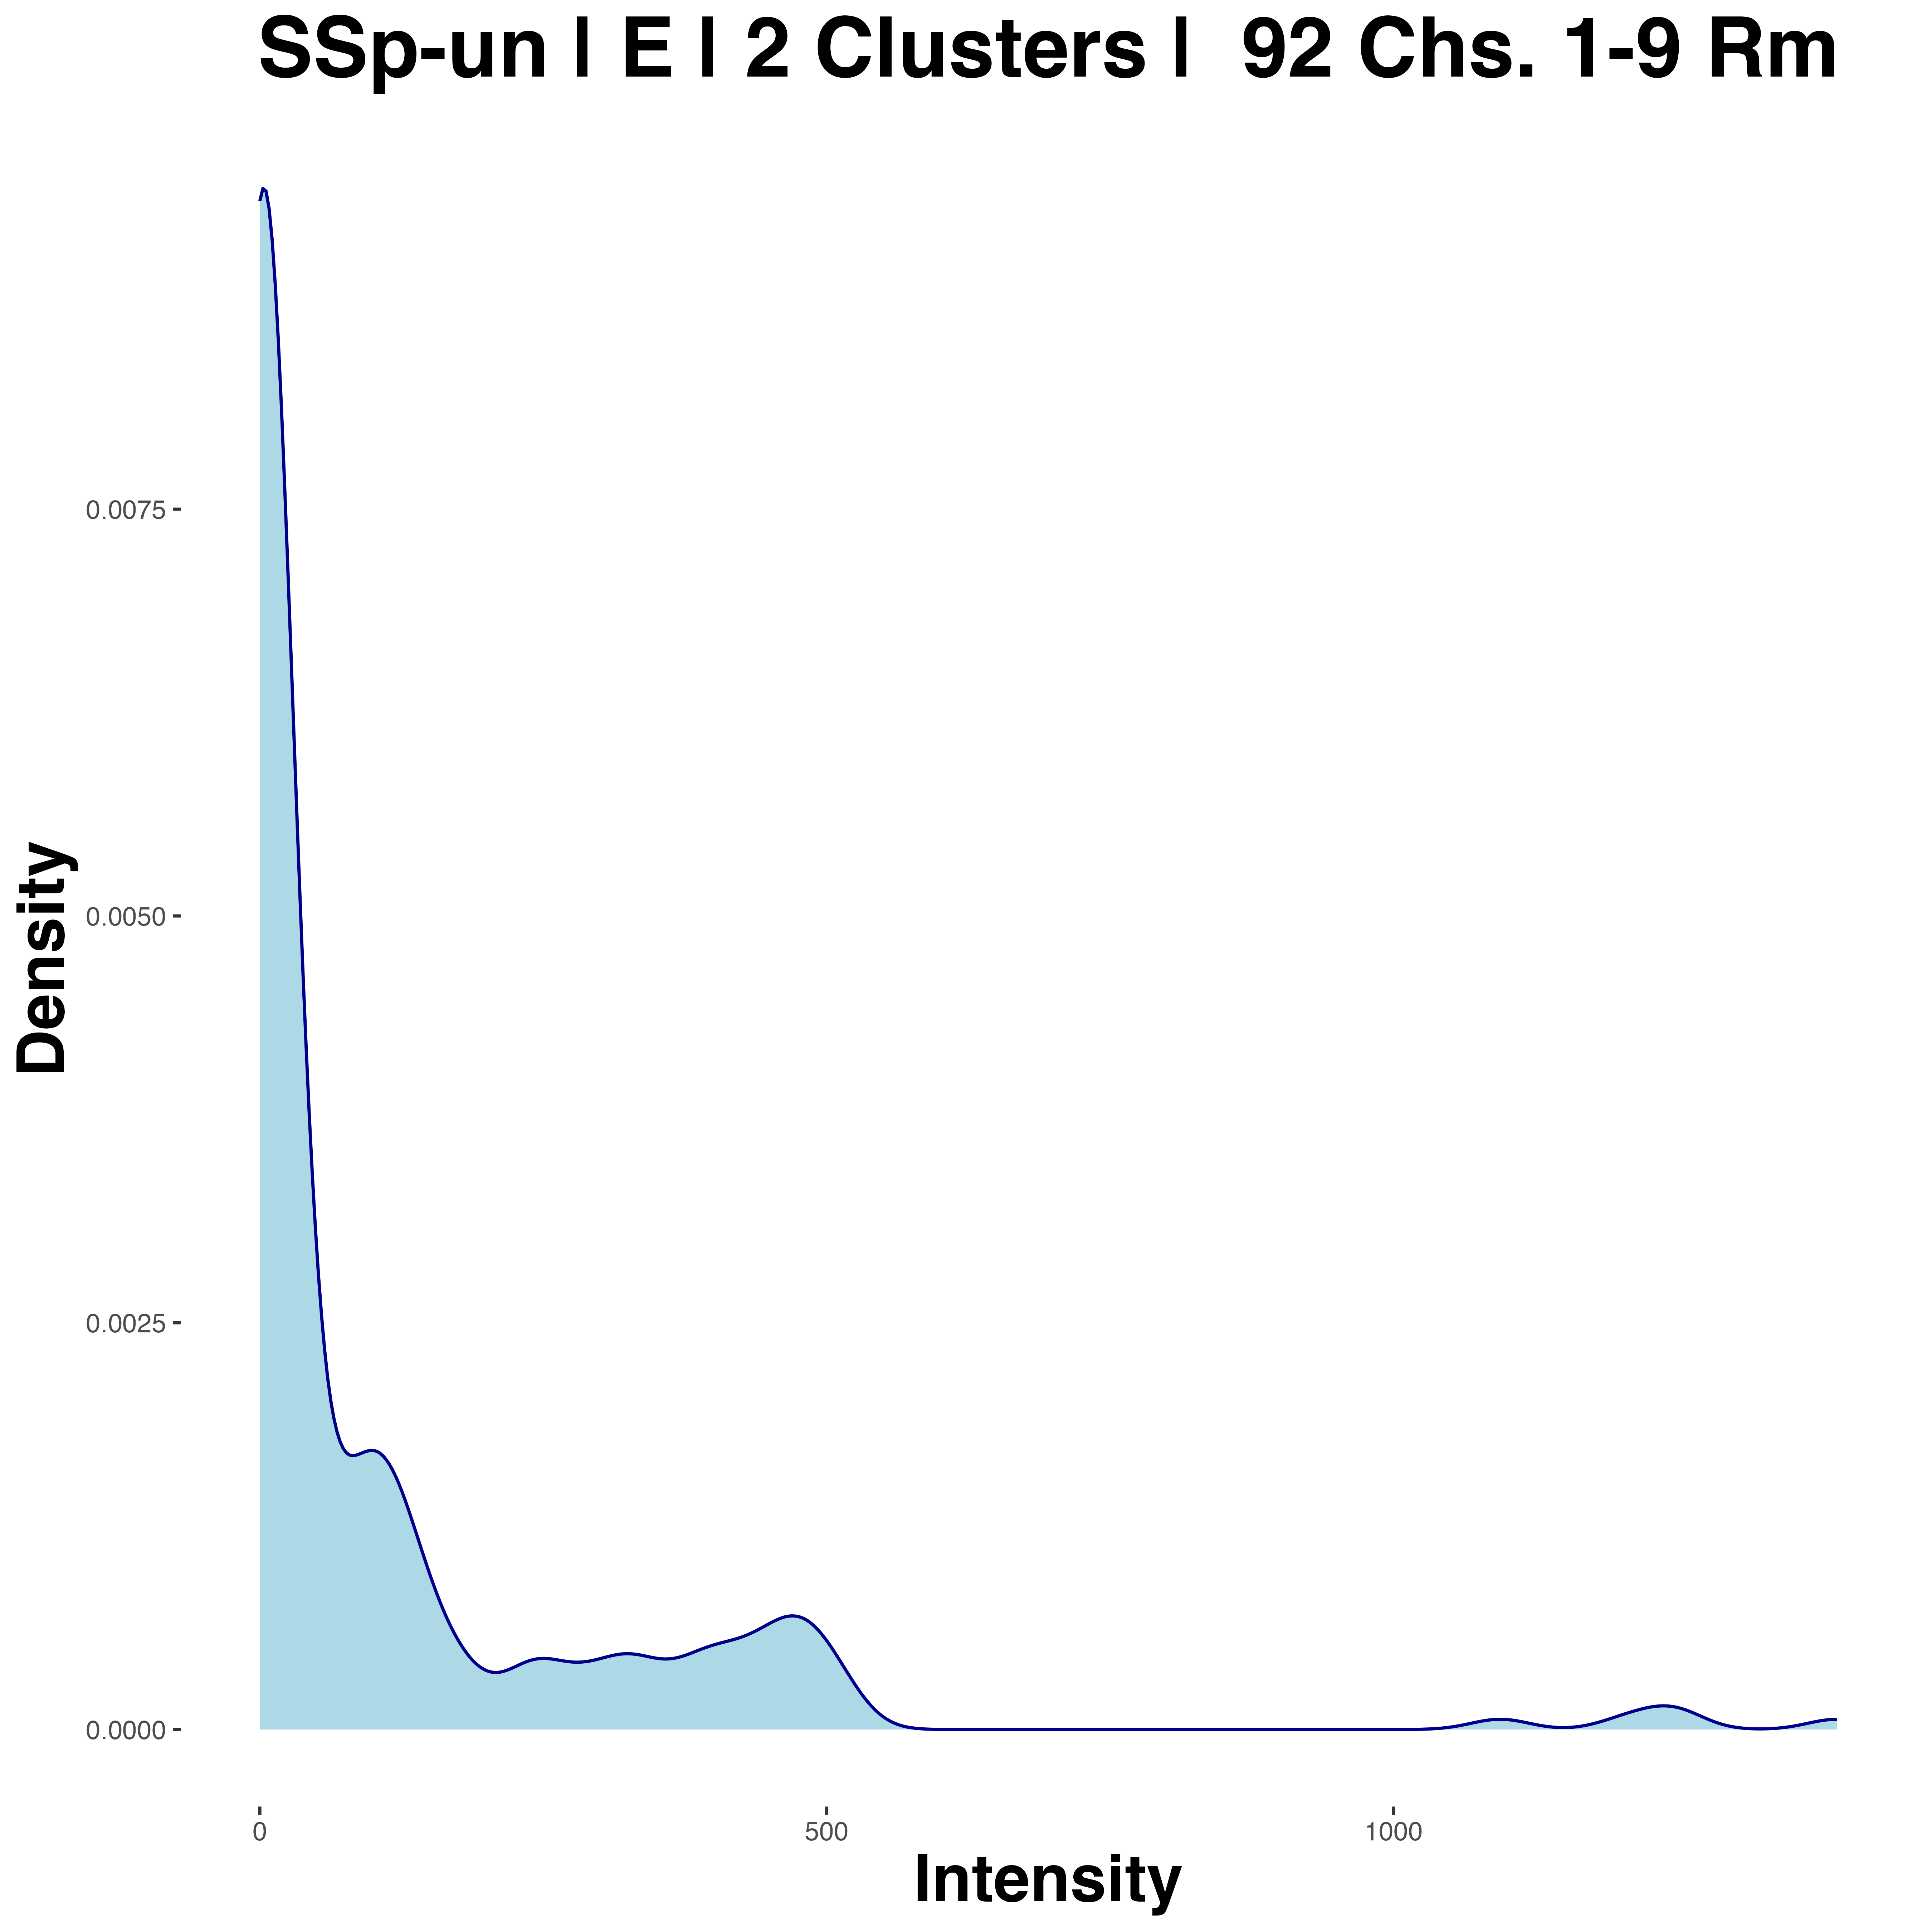 SSp-un | E | 2 Clusters |  92 Chs. 1-9 Rm
Density
0.0075
0.0050
0.0025
0.0000
0
500
1000
Intensity